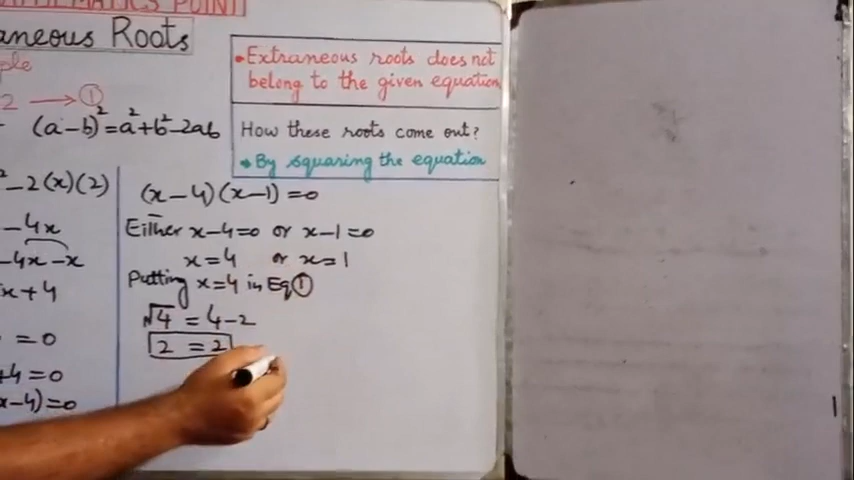 MATHEMATICS POINT
aneous Roots
ple
2 → ①
(a-b)² = a² + b² - 2ab
• Extraneous roots does not
belong to the given equation
How these roots come out?
• By squaring the equation
² - 2(x)(2)
- 4x
- 4x - x
x + 4
= 0
+4 = 0
x-4) = 0
(x-4)(x-1) = 0
Either x-4=0 or x-1=0
x=4 or x=1
Putting x=4 in Eq ①
√4 = 4-2
2 = 2